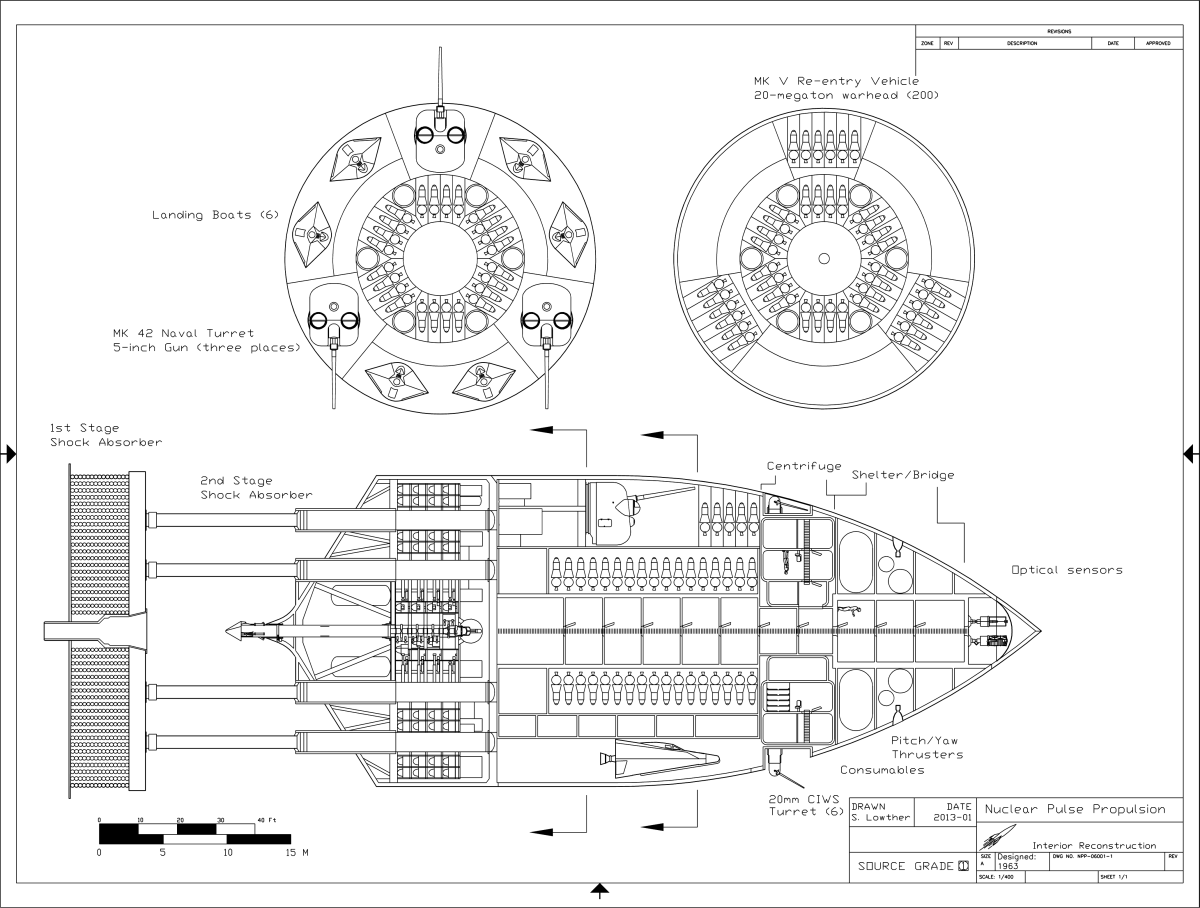 REVISIONS
ZONE REV DESCRIPTION DATE APPROVED
MK V Re-entry Vehicle
20-megaton warhead (200)
Landing Boats (6)
MK 42 Naval Turret
5-inch Gun (three places)
1st Stage
Shock Absorber
2nd Stage
Shock Absorber
Centrifuge
Shelter/Bridge
Optical sensors
Pitch/Yaw
Thrusters
Consumables
20mm CIWS
Turret (6)
0 10 20 30 40 Ft
0 5 10 15 M
DRAWN
S. Lowther
DATE
2013-01
Nuclear Pulse Propulsion
Interior Reconstruction
SOURCE GRADE 1
SIZE
A
Designed:
1963
DWG NO. NPP-06001-1
REV
SCALE: 1/400
SHEET 1/1